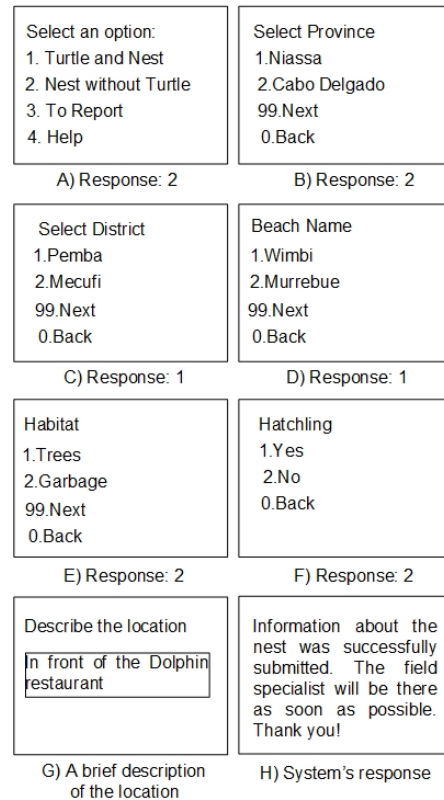 Select an option:
1. Turtle and Nest
2. Nest without Turtle
3. To Report
4. Help
A) Response: 2
Select Province
1.Niassa
2.Cabo Delgado
99.Next
0.Back
B) Response: 2
Select District
1.Pemba
2.Mecufi
99.Next
0.Back
C) Response: 1
Beach Name
1.Wimbi
2.Murrebue
99.Next
0.Back
D) Response: 1
Habitat
1.Trees
2.Garbage
99.Next
0.Back
E) Response: 2
Hatchling
1.Yes
2.No
0.Back
F) Response: 2
Describe the location
In front of the Dolphin
restaurant
G) A brief description
of the location
Information about the
nest was successfully
submitted. The field
specialist will be there
as soon as possible.
Thank you!
H) System's response